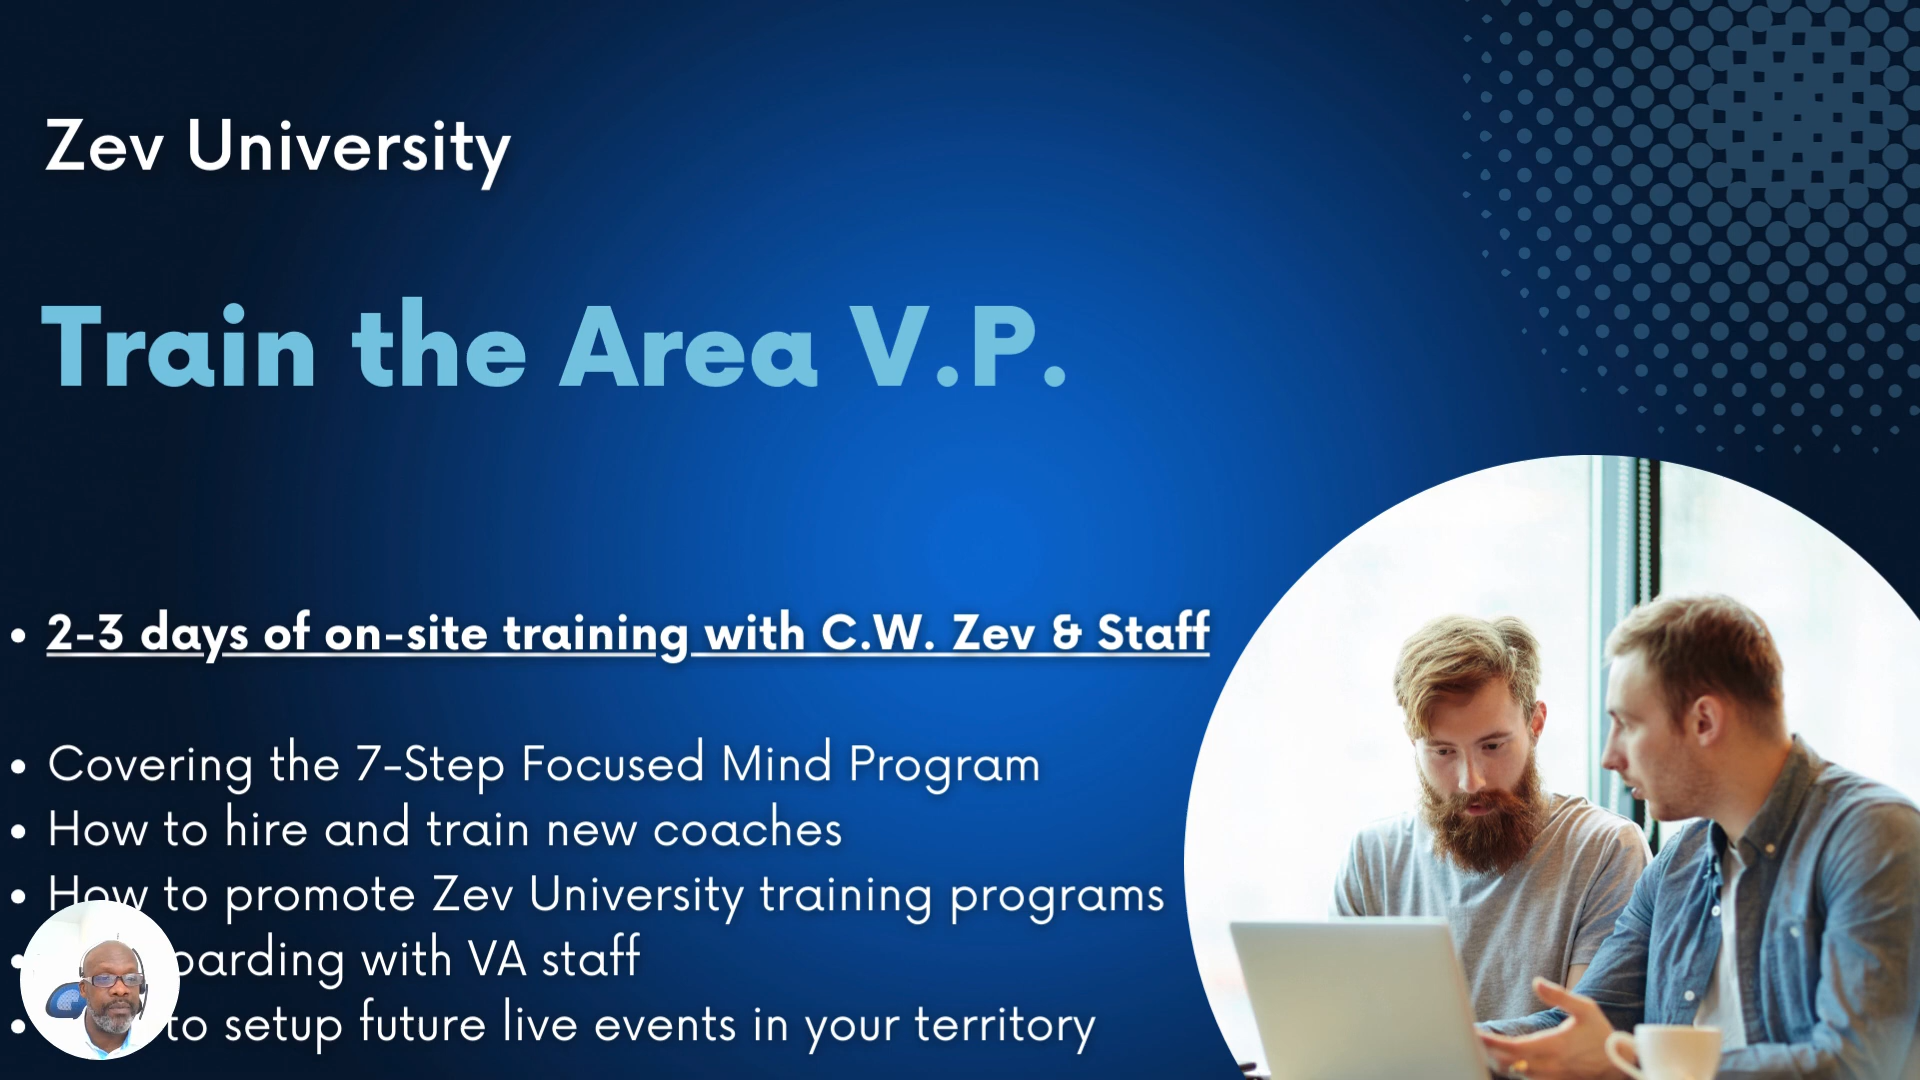 Zev University
Train the Area V.P.
• 2-3 days of on-site training with C.W. Zev & Staff
• Covering the 7-Step Focused Mind Program
• How to hire and train new coaches
• How to promote Zev University training programs
• with VA staff
• to setup future live events in your territory